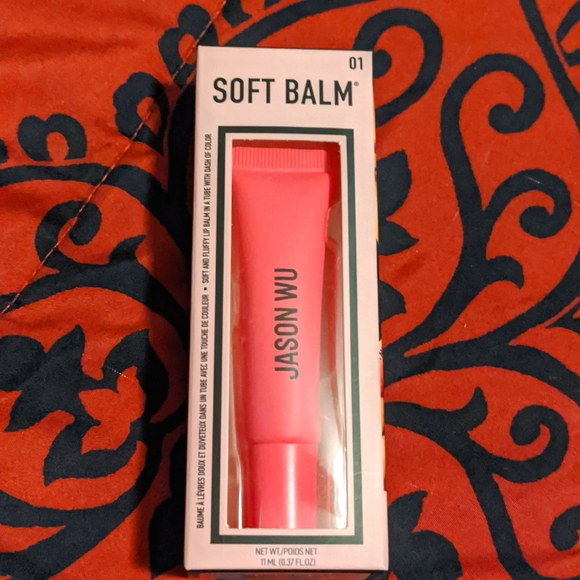 01
SOFT BALM®
BAUME À LÈVRES DOUX ET DUVETEUX DANS UN TUBE AVEC UNE TOUCHE DE COULEUR • SOFT AND FLUFFY LIP BALM IN A TUBE WITH DASH OF COLOR
JASON WU
NET WT./POIDS NET
11 ML (0.37 FL.OZ)